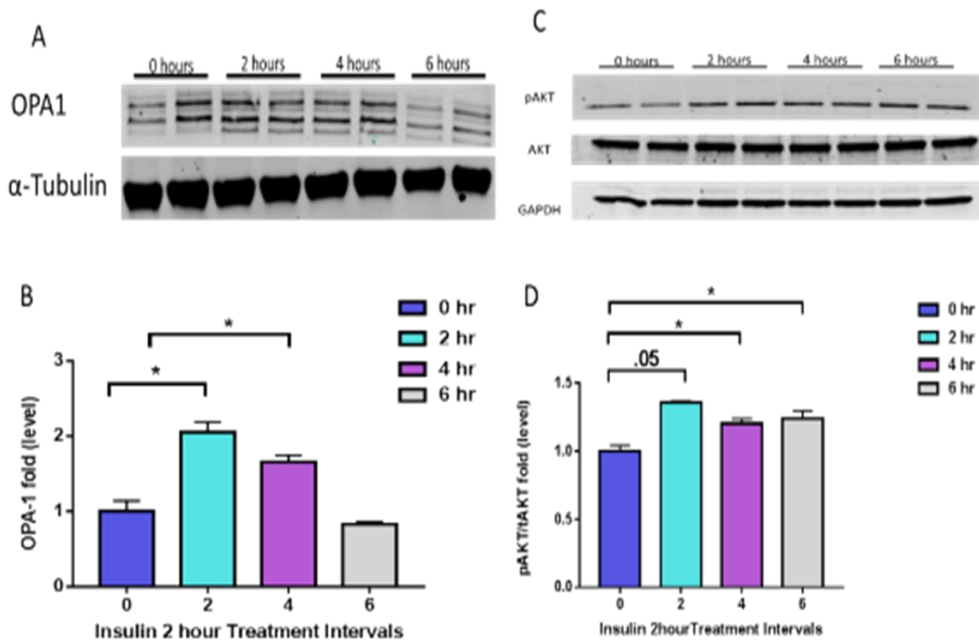 A
0 hours 2 hours 4 hours 6 hours
OPA1
α-Tubulin
C
0 hours 2 hours 4 hours 6 hours
pAKT
AKT
GAPDH
B
0 hr
2 hr
4 hr
6 hr
*
*
3
2
1
0
OPA-1 fold (level)
0 2 4 6
Insulin 2 hour Treatment Intervals
D
0 hr
2 hr
4 hr
6 hr
*
*
.05
1.5
1.0
0.5
0.0
pAKT/tAKT fold (level)
0 2 4 6
Insulin 2hourTreatment Intervals